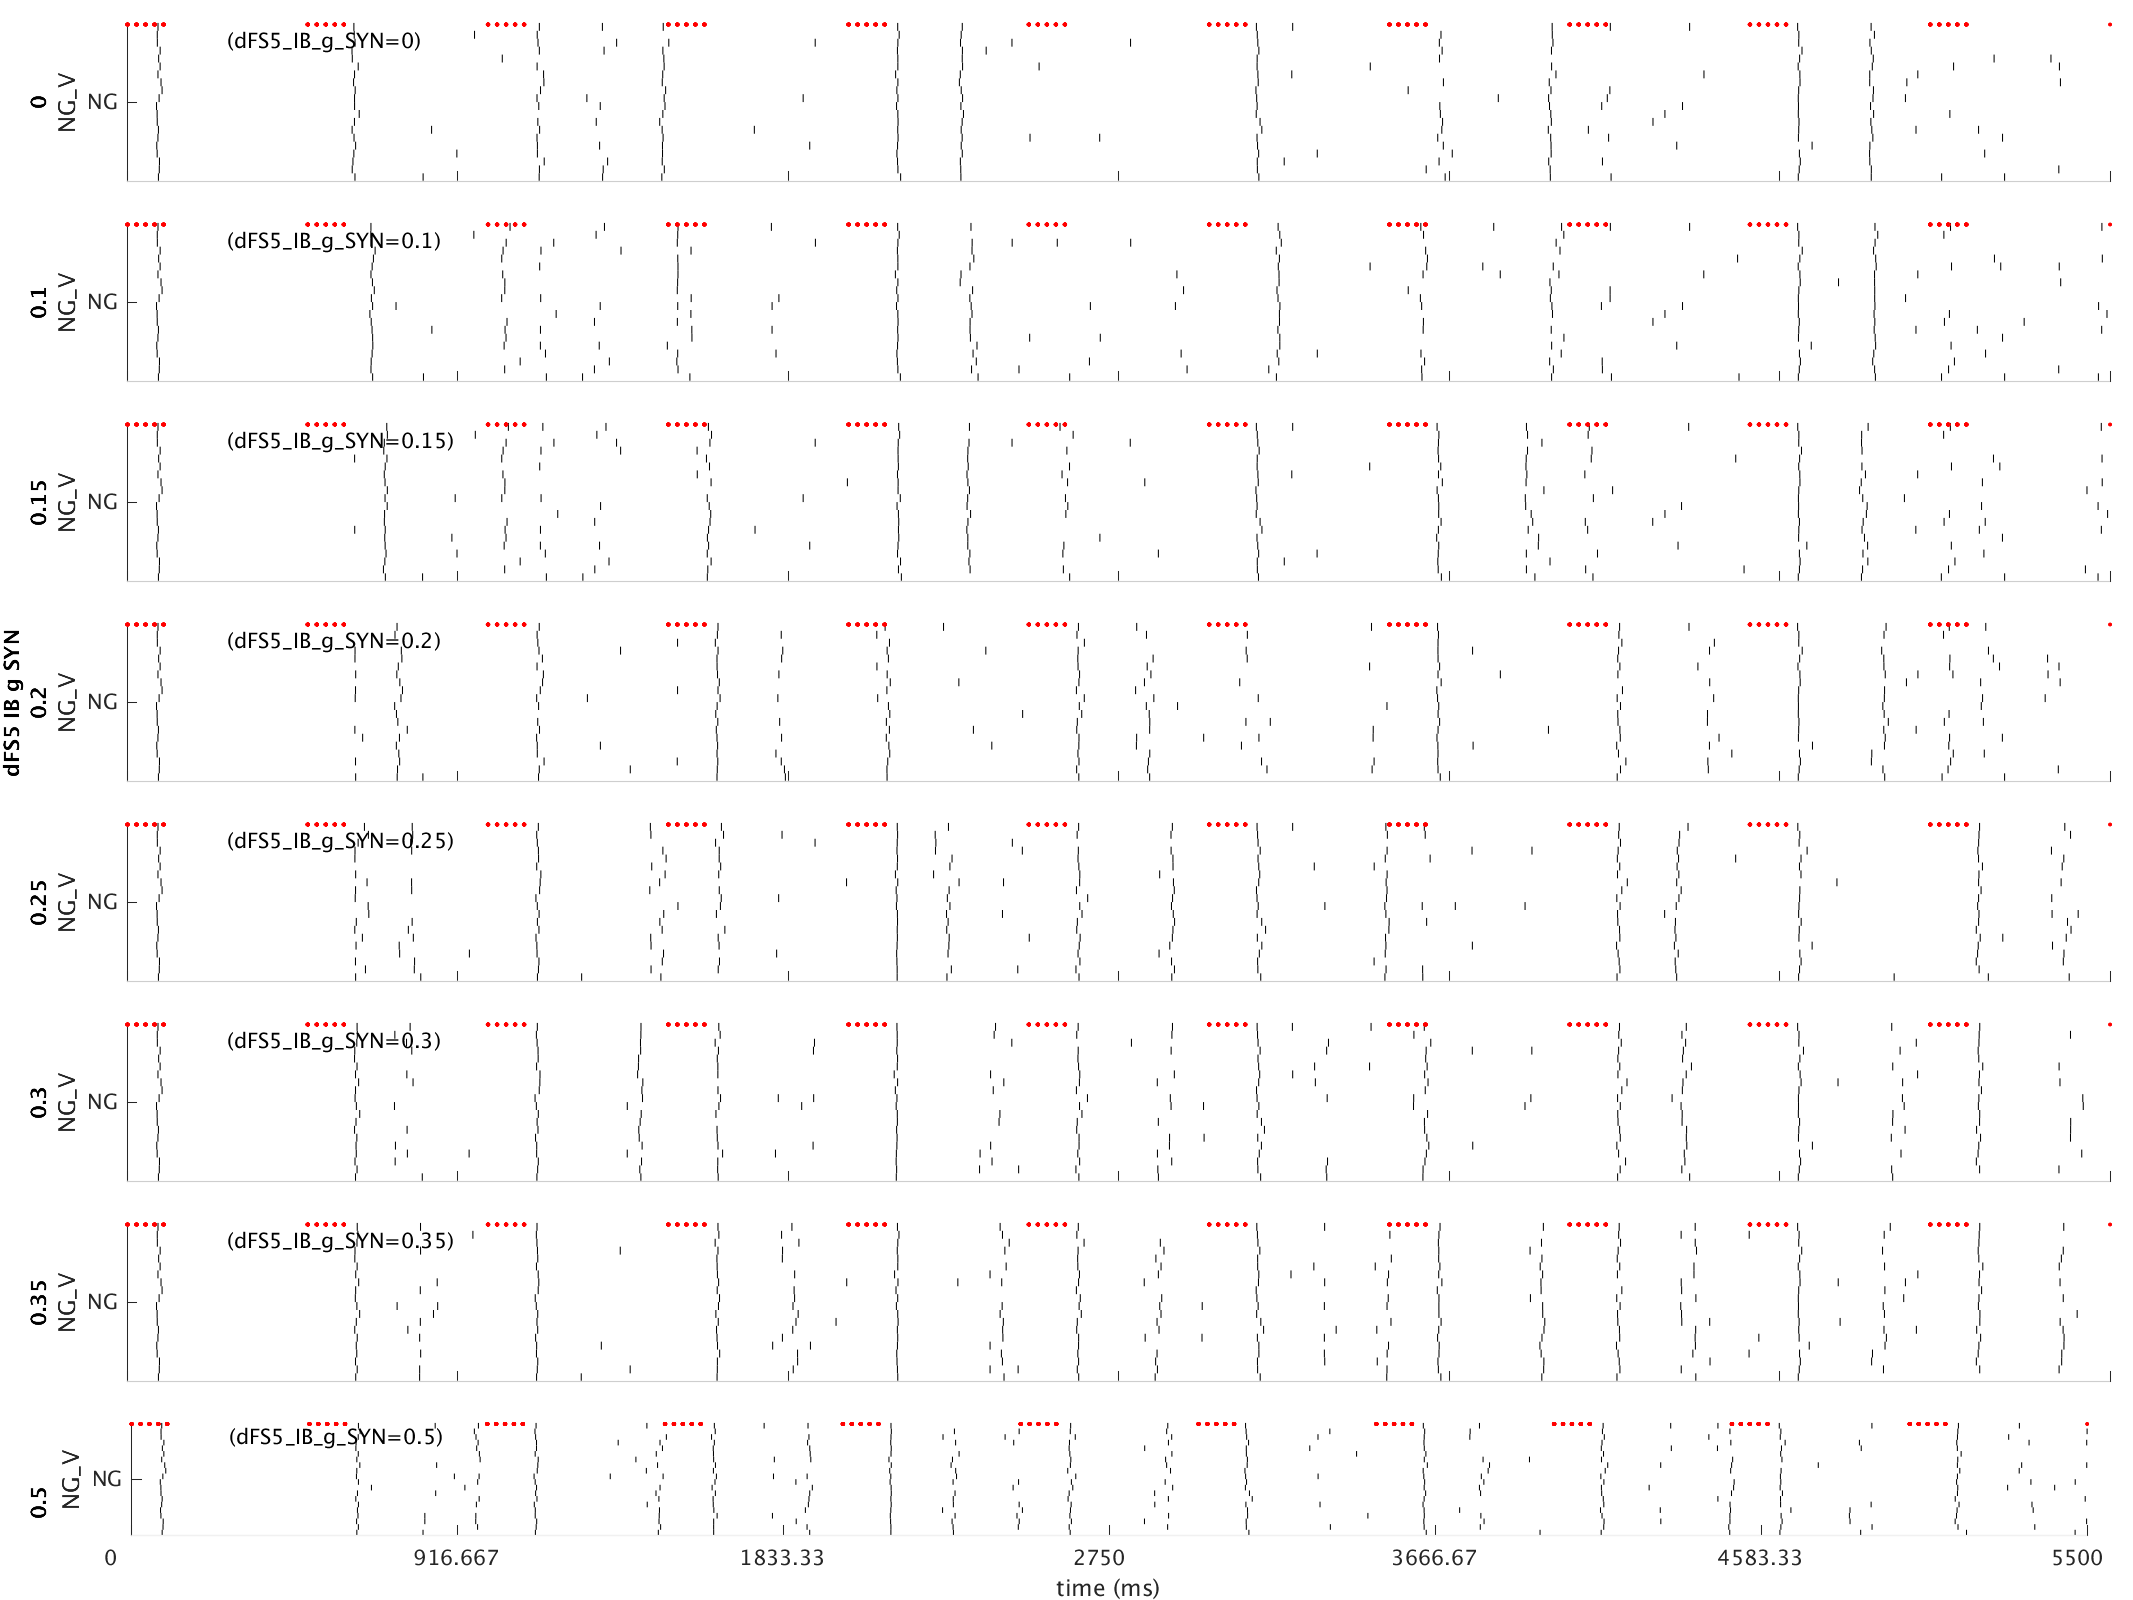 dFS5 IB g SYN
0
NG_V
NG
(dFS5_IB_g_SYN=0)
0.1
NG_V
NG
(dFS5_IB_g_SYN=0.1)
0.15
NG_V
NG
(dFS5_IB_g_SYN=0.15)
0.2
NG_V
NG
(dFS5_IB_g_SYN=0.2)
0.25
NG_V
NG
(dFS5_IB_g_SYN=0.25)
0.3
NG_V
NG
(dFS5_IB_g_SYN=0.3)
0.35
NG_V
NG
(dFS5_IB_g_SYN=0.35)
0.5
NG_V
NG
(dFS5_IB_g_SYN=0.5)
0 916.667 1833.33 2750 3666.67 4583.33 5500
time (ms)